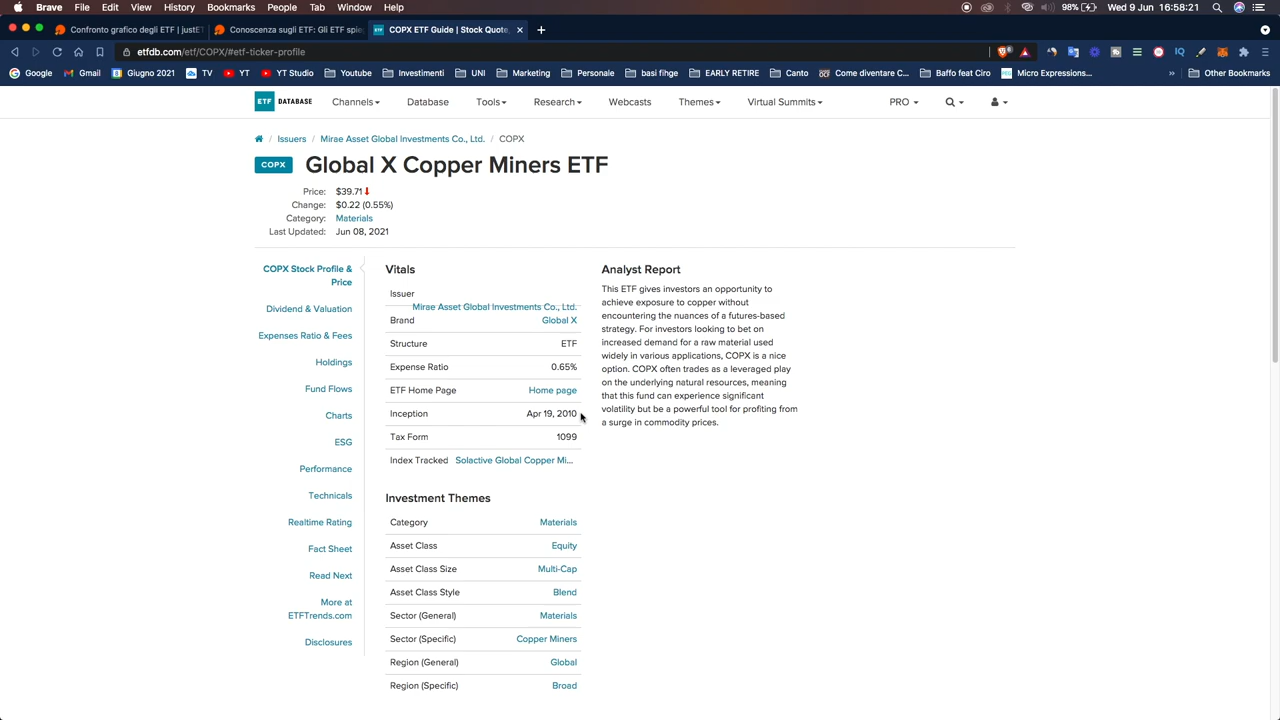 Brave File Edit View History Bookmarks People Tab Window Help 98% Wed 9 Jun 13:02
Confronto grafico degli ETF | justET
Conoscenza sugli ETF: Gli ETF spie
COPX ETF Guide | Stock Quote,
etfdb.com/etf/COPX/#etf-ticker-profile
Google Gmail Giugno 2021 TV YT YT Studio Youtube Investimenti UNI Marketing Personale basi finge EARLY RETIRE Canto Come diventare C... Baffo feat Ciro Micro Expressions... » Other Bookmarks
ETF DATABASE Channels Database Tools Research Webcasts Themes Virtual Summits PRO
/ Issuers / Mirae Asset Global Investments Co., Ltd. / COPX
COPX Global X Copper Miners ETF
Price: $39.71
Change: $0.22 (0.55%)
Category: Materials
Last Updated: Jun 08, 2021
COPX Stock Profile &
Price
Dividend & Valuation
Expenses Ratio & Fees
Holdings
Fund Flows
Charts
ESG
Performance
Technicals
Realtime Rating
Fact Sheet
Read Next
More at
ETFTrends.com
Disclosures
Vitals
Issuer
Mirae Asset Global Investments Co., Ltd.
Brand Global X
Structure ETF
Expense Ratio 0.65%
ETF Home Page Home page
Inception Apr 19, 2010
Tax Form 1099
Index Tracked Solactive Global Copper Mi...
Investment Themes
Category Materials
Asset Class Equity
Asset Class Size Multi-Cap
Asset Class Style Blend
Sector (General) Materials
Sector (Specific) Copper Miners
Region (General) Global
Region (Specific) Broad
Analyst Report
This ETF gives investors an opportunity to
achieve exposure to copper without
encountering the nuances of a futures-based
strategy. For investors looking to bet on
increased demand for a raw material used
widely in various applications, COPX is a nice
option. COPX often trades as a leveraged play
on the underlying natural resources, meaning
that this fund can experience significant
volatility but be a powerful tool for profiting from
a surge in commodity prices.